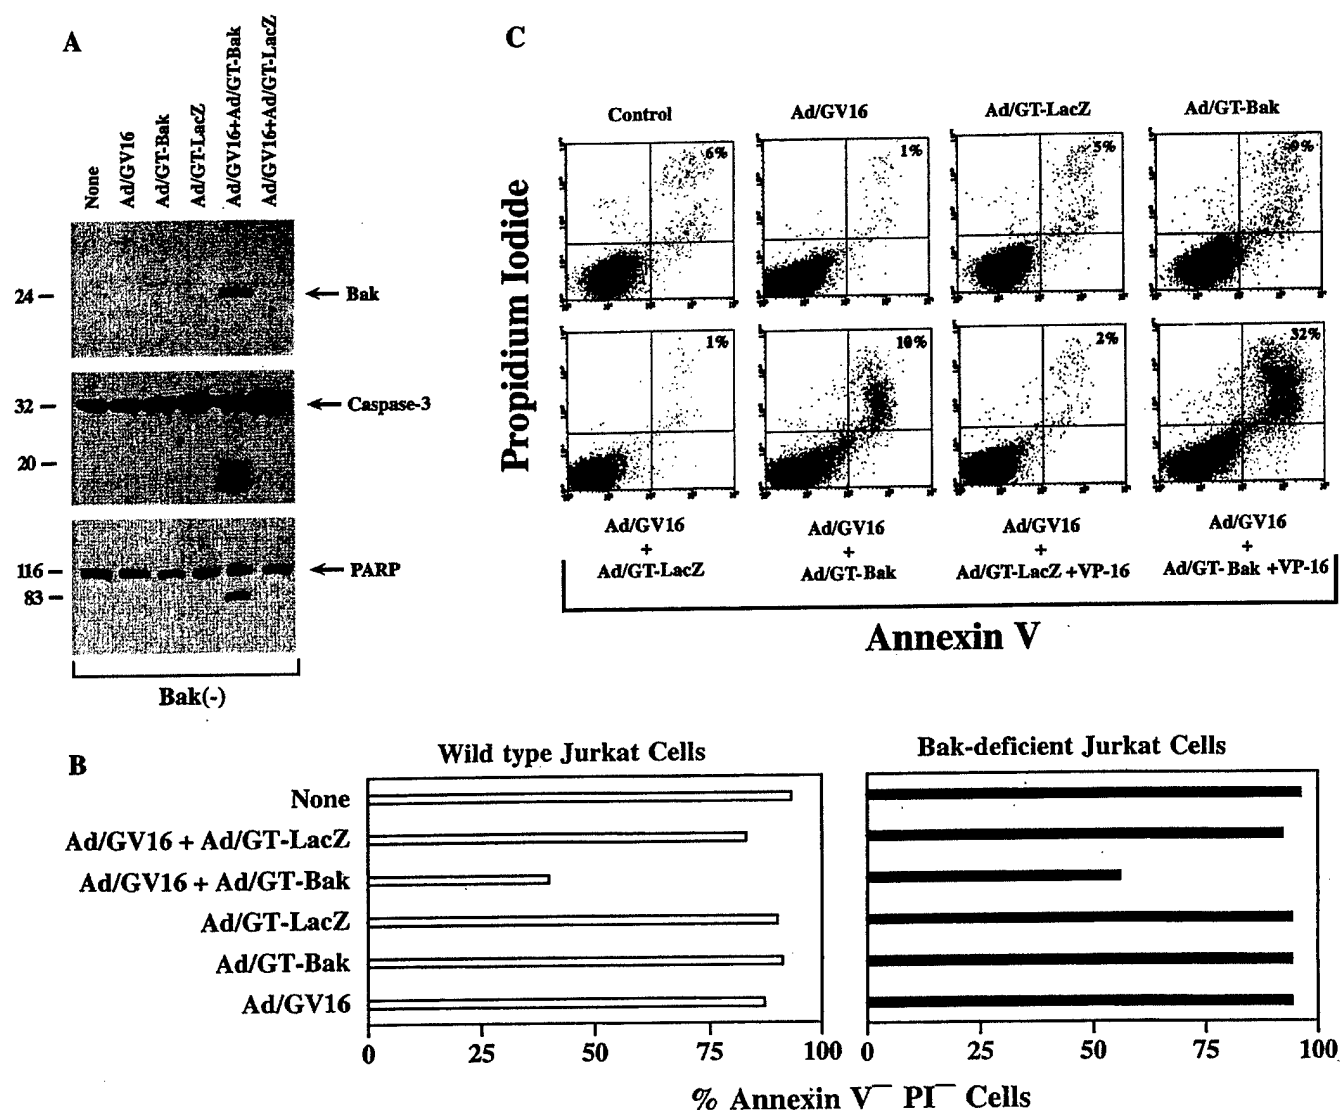 A
None
Ad/GV16
Ad/GT-Bak
Ad/GT-LacZ
Ad/GV16+Ad/GT-Bak
Ad/GV16+Ad/GT-LacZ
24
Bak
32
Caspase-3
20
116
PARP
83
Bak(-)
C
Control
Ad/GV16
Ad/GT-LacZ
Ad/GT-Bak
6%
1%
5%
9%
Propidium Iodide
1%
10%
2%
32%
Ad/GV16
+
Ad/GT-LacZ
Ad/GV16
+
Ad/GT-Bak
Ad/GV16
+
Ad/GT-LacZ +VP-16
Ad/GV16
+
Ad/GT-Bak +VP-16
Annexin V
B
Wild type Jurkat Cells
Bak-deficient Jurkat Cells
None
Ad/GV16 + Ad/GT-LacZ
Ad/GV16 + Ad/GT-Bak
Ad/GT-LacZ
Ad/GT-Bak
Ad/GV16
0 25 50 75 100
0 25 50 75 100
% Annexin V⁻ PI⁻ Cells